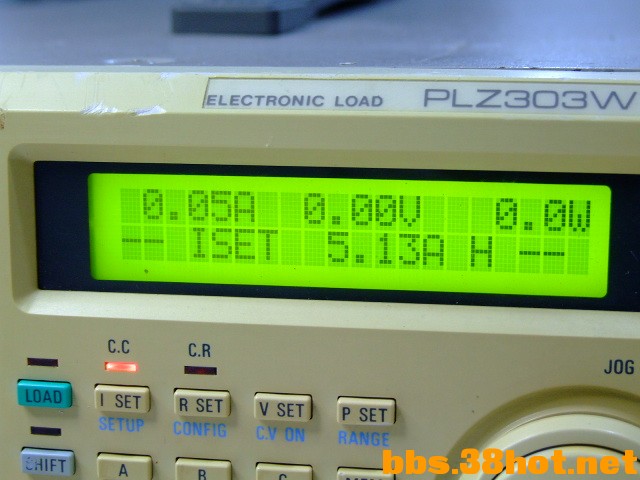 ELECTRONIC LOAD PLZ303W
0.05A 0.00V 0.0W
-- ISET 5.13A H --
C.C C.R
JOG
LOAD I SET R SET V SET P SET
SETUP CONFIG C.V ON RANGE
SHIFT A B C
bbs.38hot.net